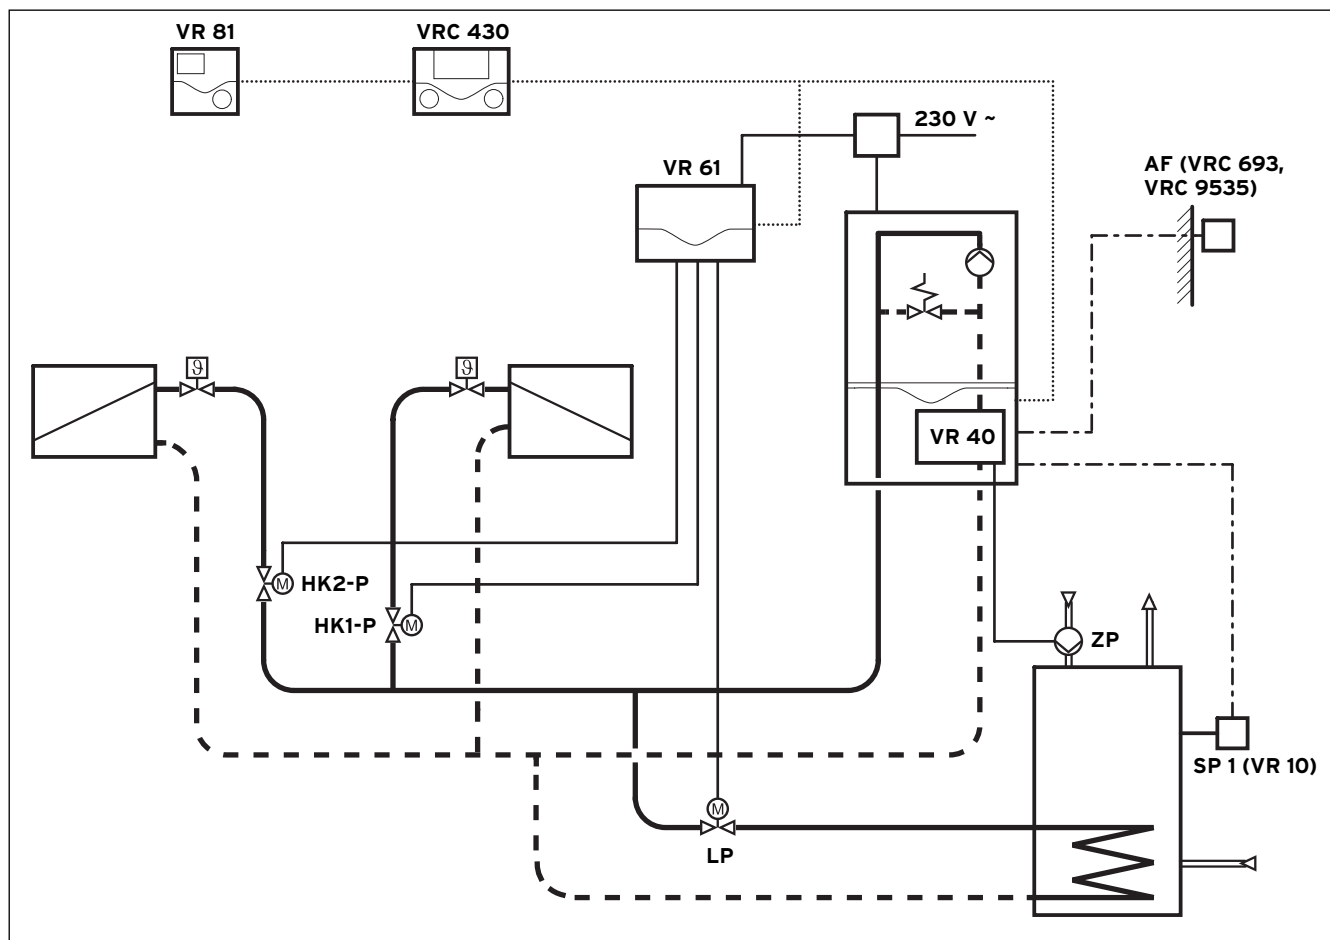 VR 81
VRC 430
230 V ~
VR 61
AF (VRC 693,
VRC 9535)
ϑ
ϑ
VR 40
M
HK2-P
HK1-P
M
ZP
SP 1 (VR 10)
M
LP